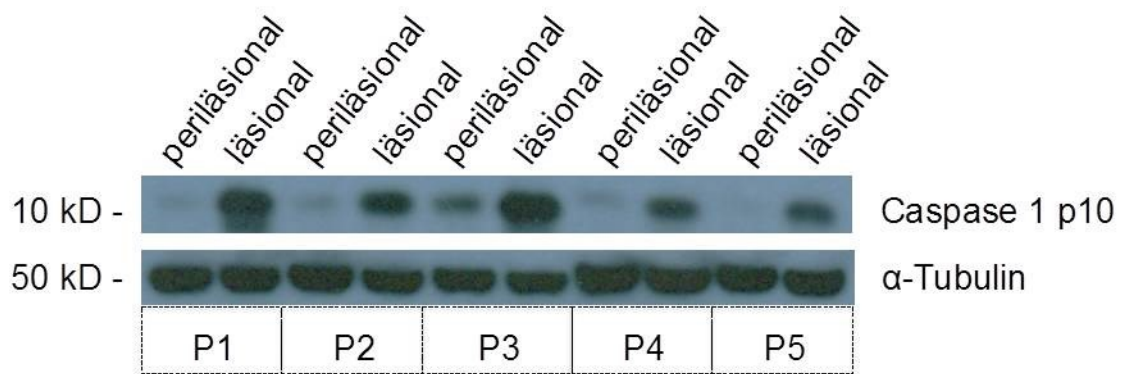 periläsional
läsional
periläsional
läsional
periläsional
läsional
periläsional
läsional
periläsional
läsional
10 kD -
Caspase 1 p10
50 kD -
α-Tubulin
P1 P2 P3 P4 P5